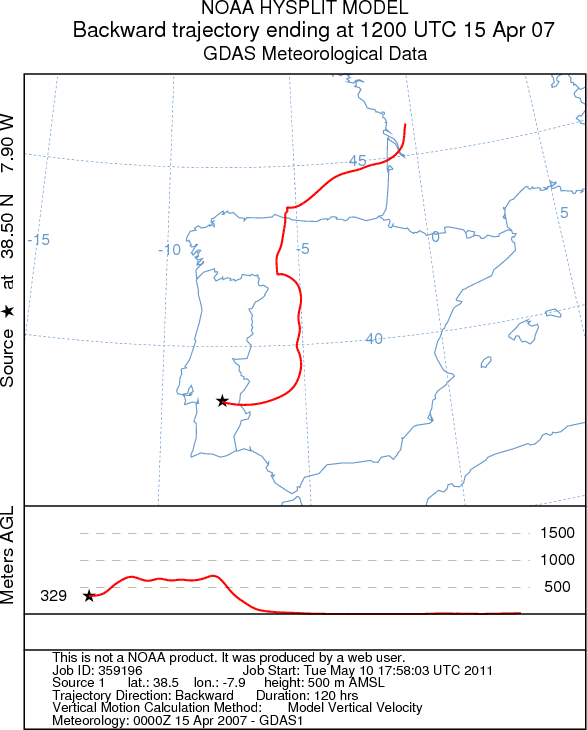 NOAA HYSPLIT MODEL
Backward trajectory ending at 1200 UTC 15 Apr 07
GDAS Meteorological Data
Source ★ at 38.50 N 7.90 W
45
5
-15
-10
-5
0
40
Meters AGL
1500
1000
500
329
This is not a NOAA product. It was produced by a web user.
Job ID: 359196 Job Start: Tue May 10 17:58:03 UTC 2011
Source 1 lat.: 38.5 lon.: -7.9 height: 500 m AMSL
Trajectory Direction: Backward Duration: 120 hrs
Vertical Motion Calculation Method: Model Vertical Velocity
Meteorology: 0000Z 15 Apr 2007 - GDAS1